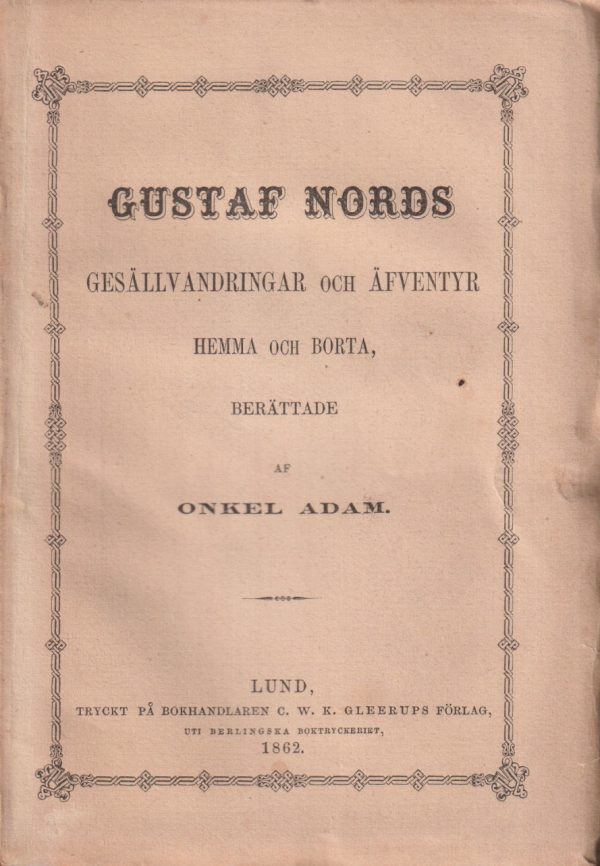 GUSTAF NORDS
GESÄLLVANDRINGAR OCH ÄFVENTYR
HEMMA OCH BORTA,
BERÄTTADE
AF
ONKEL ADAM.
LUND,
TRYCKT PÅ BOKHANDLAREN C. W. K. GLEERUPS FÖRLAG,
UTI BERLINGSKA BOKTRYCKERIET,
1862.